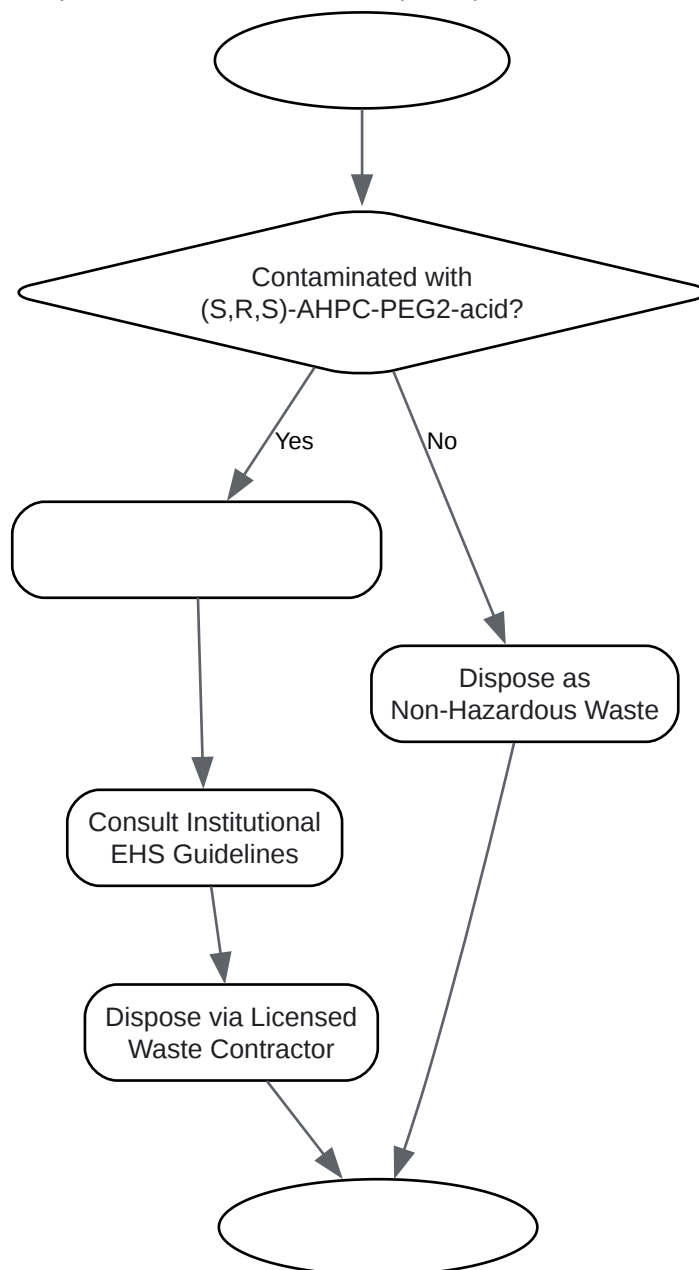 Contaminated with
(S,R,S)-AHPC-PEG2-acid?
Yes
No
Dispose as
Non-Hazardous Waste
Consult Institutional
EHS Guidelines
Dispose via Licensed
Waste Contractor